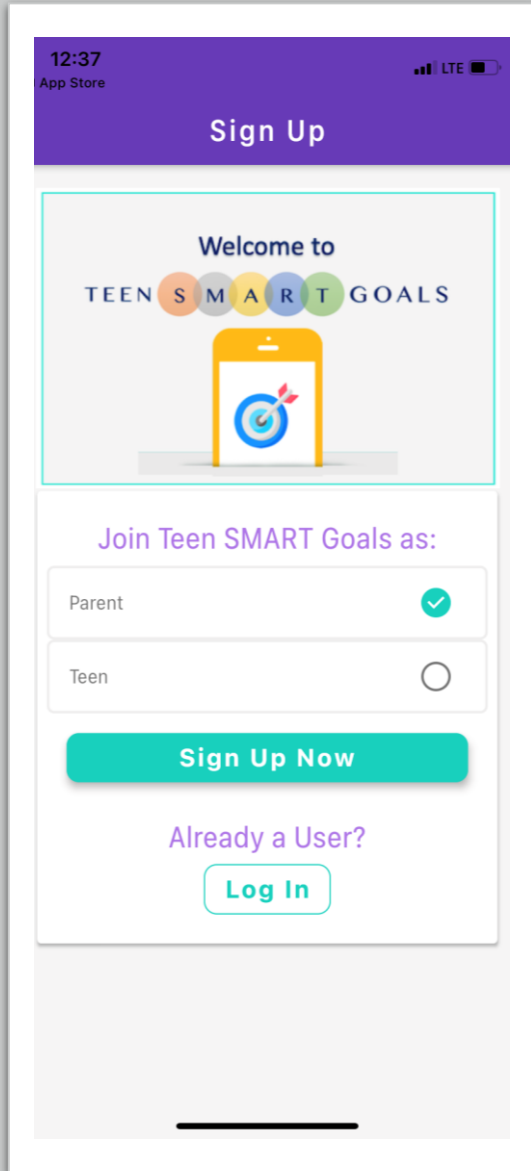 12:37
LTE
App Store
Sign Up
Welcome to
TEEN SMART GOALS
Join Teen SMART Goals as:
Parent
Teen
Sign Up Now
Already a User?
Log In